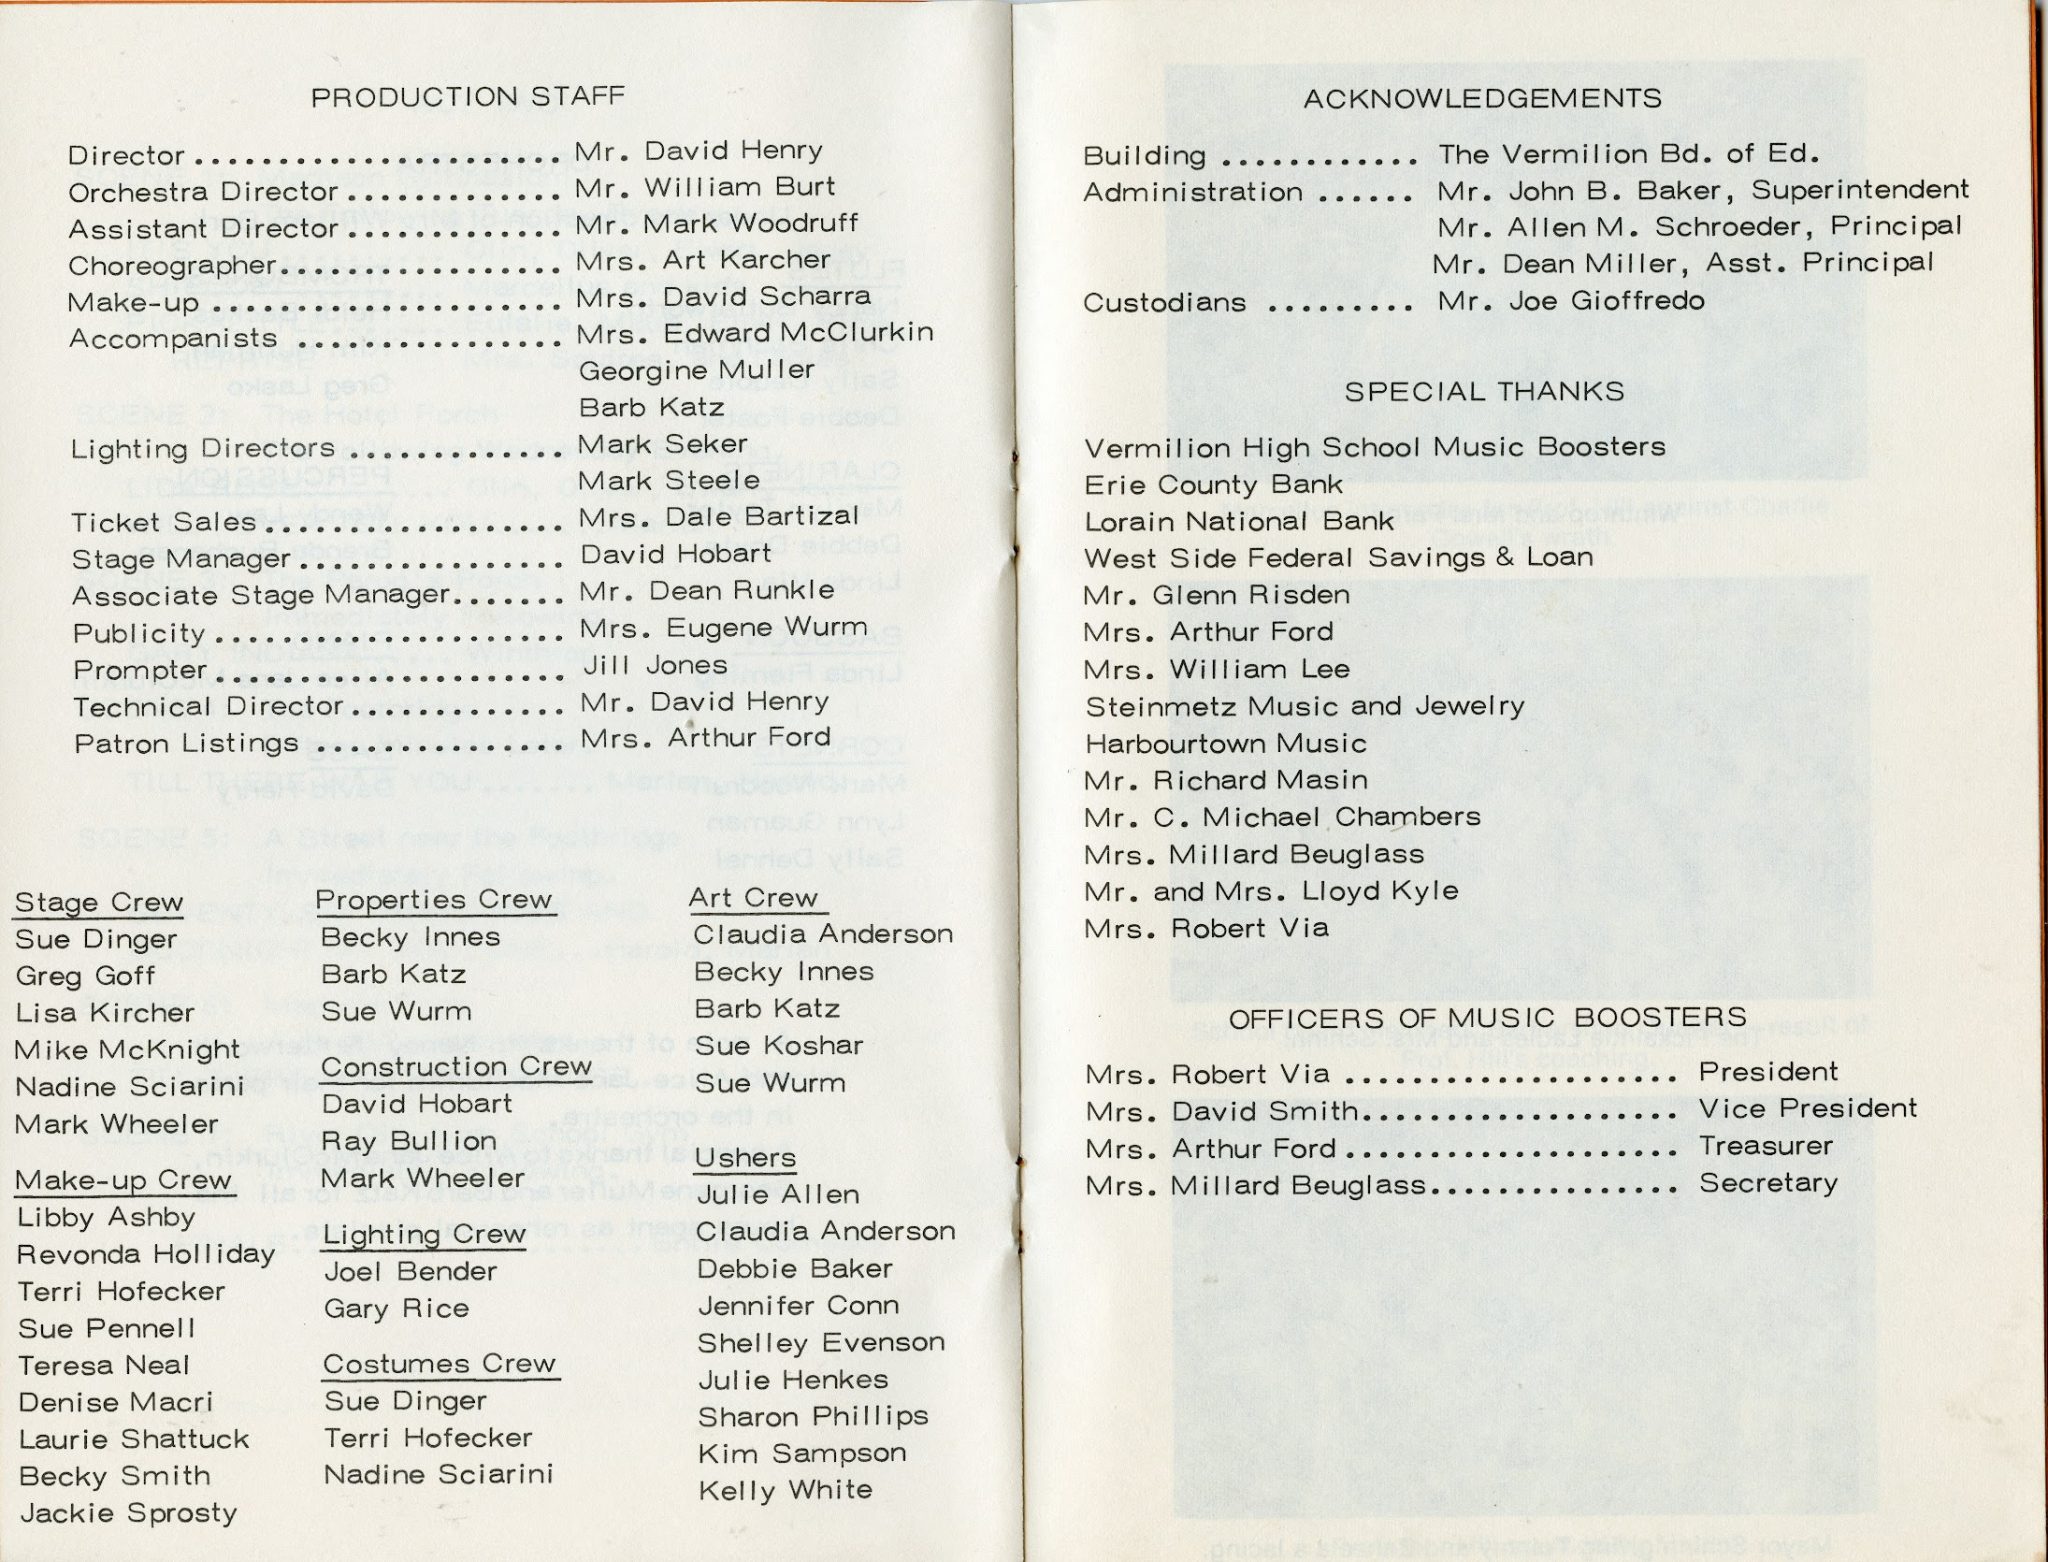 PRODUCTION STAFF
Director ...................... Mr. David Henry
Orchestra Director ............. Mr. William Burt
Assistant Director ............. Mr. Mark Woodruff
Choreographer................. Mrs. Art Karcher
Make-up ..................... Mrs. David Scharra
Accompanists ............. Mrs. Edward McClurkin
Georgine Muller
Barb Katz
Lighting Directors ............. Mark Seker
Mark Steele
Ticket Sales .................. Mrs. Dale Bartizal
Stage Manager................ David Hobart
Associate Stage Manager....... Mr. Dean Runkle
Publicity ..................... Mrs. Eugene Wurm
Prompter ..................... Jill Jones
Technical Director............. Mr. David Henry
Patron Listings ............... Mrs. Arthur Ford
Stage Crew
Sue Dinger
Greg Goff
Lisa Kircher
Mike McKnight
Nadine Sciarini
Mark Wheeler
Make-up Crew
Libby Ashby
Revonda Holliday
Terri Hofecker
Sue Pennell
Teresa Neal
Denise Macri
Laurie Shattuck
Becky Smith
Jackie Sprosty
Properties Crew
Becky Innes
Barb Katz
Sue Wurm
Construction Crew
David Hobart
Ray Bullion
Mark Wheeler
Lighting Crew
Joel Bender
Gary Rice
Costumes Crew
Sue Dinger
Terri Hofecker
Nadine Sciarini
Art Crew
Claudia Anderson
Becky Innes
Barb Katz
Sue Koshar
Sue Wurm
Ushers
Julie Allen
Claudia Anderson
Debbie Baker
Jennifer Conn
Shelley Evenson
Julie Henkes
Sharon Phillips
Kim Sampson
Kelly White
ACKNOWLEDGEMENTS
Building ............ The Vermilion Bd. of Ed.
Administration ...... Mr. John B. Baker, Superintendent
Mr. Allen M. Schroeder, Principal
Mr. Dean Miller, Asst. Principal
Custodians ......... Mr. Joe Gioffredo
SPECIAL THANKS
Vermilion High School Music Boosters
Erie County Bank
Lorain National Bank
West Side Federal Savings & Loan
Mr. Glenn Risden
Mrs. Arthur Ford
Mrs. William Lee
Steinmetz Music and Jewelry
Harbourtown Music
Mr. Richard Masin
Mr. C. Michael Chambers
Mrs. Millard Beuglass
Mr. and Mrs. Lloyd Kyle
Mrs. Robert Via
OFFICERS OF MUSIC BOOSTERS
Mrs. Robert Via .................... President
Mrs. David Smith................... Vice President
Mrs. Arthur Ford .................... Treasurer
Mrs. Millard Beuglass............... Secretary